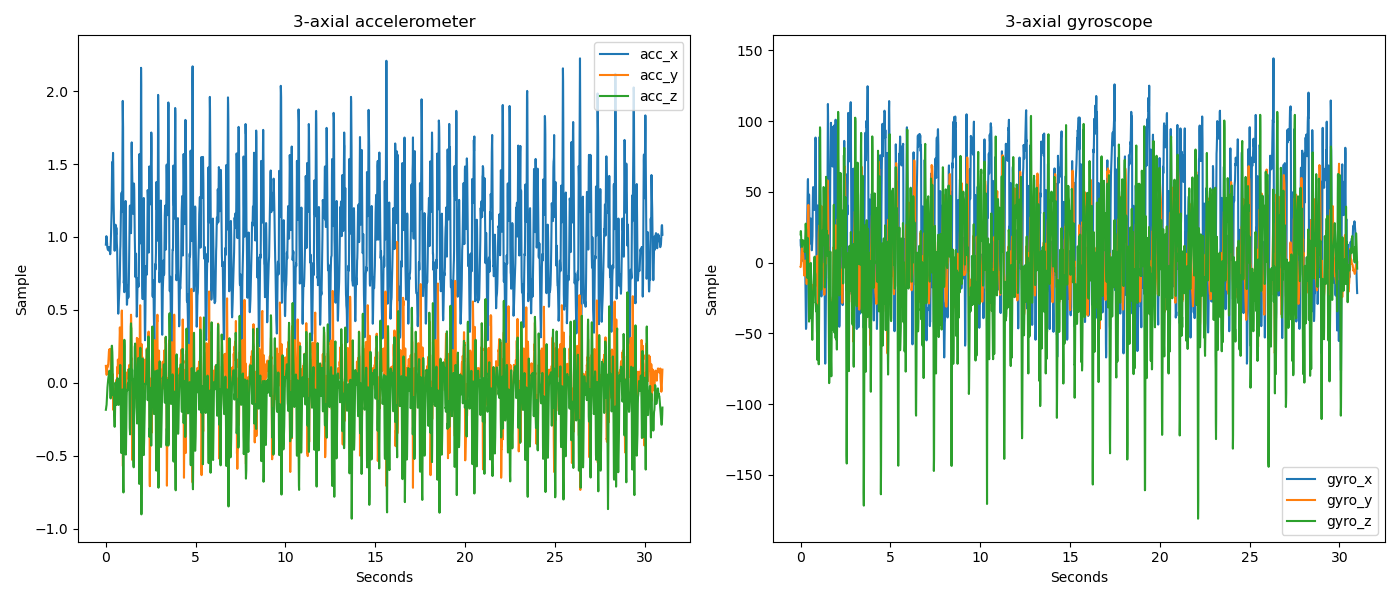 3-axial accelerometer
2.0
1.5
1.0
0.5
0.0
−0.5
−1.0
Sample
0 5 10 15 20 25 30
Seconds
acc_x
acc_y
acc_z
3-axial gyroscope
150
100
50
0
−50
−100
−150
Sample
0 5 10 15 20 25 30
Seconds
gyro_x
gyro_y
gyro_z